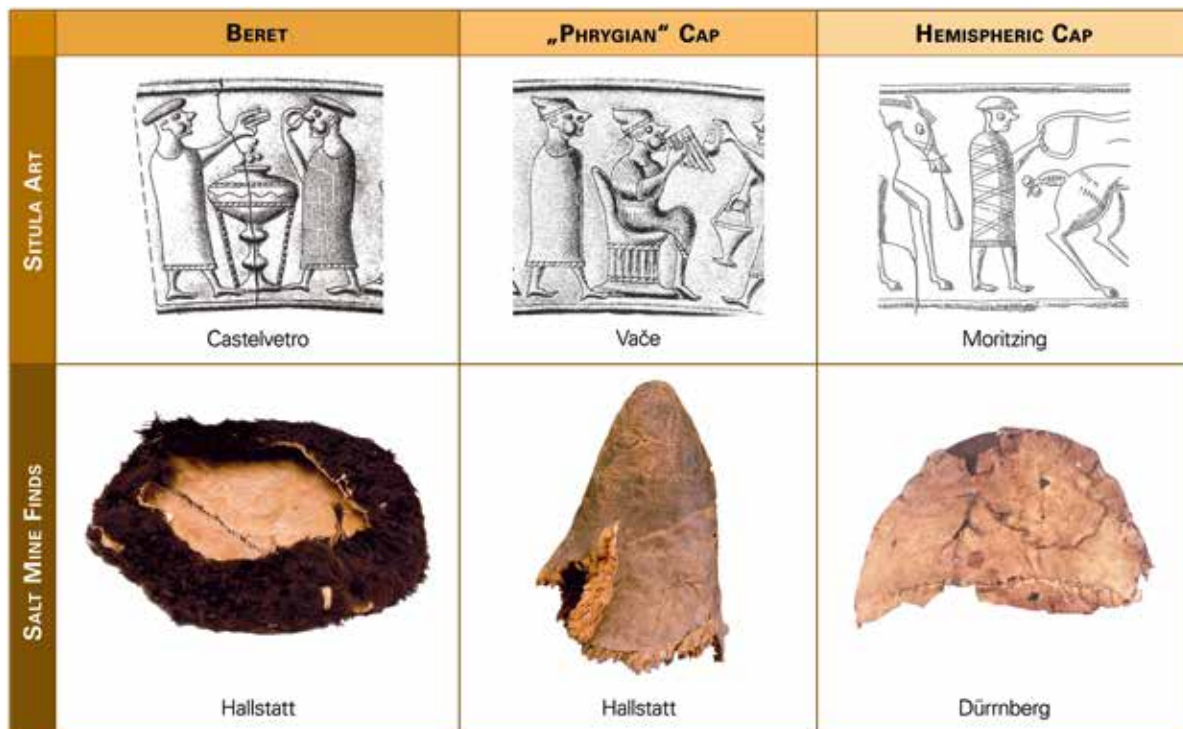 BERET
„PHRYGIAN“ CAP
HEMISPHERIC CAP
SITULA ART
Castelvetro
Vače
Moritzing
SALT MINE FINDS
Hallstatt
Hallstatt
Dürrnberg